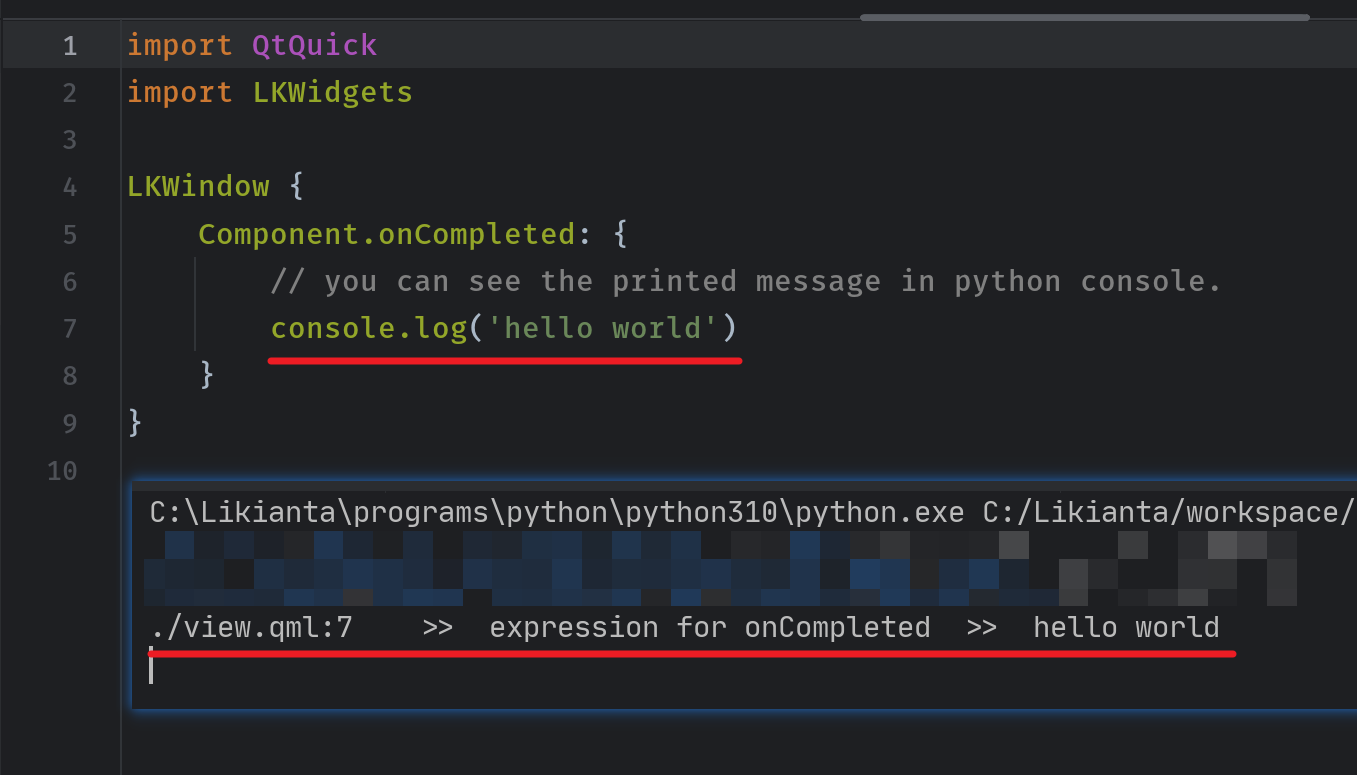 1 import QtQuick
2 import LKWidgets
3
4 LKWindow {
5     Component.onCompleted: {
6         // you can see the printed message in python console.
7         console.log('hello world')
8     }
9 }
10
C:\Likianta\programs\python\python310\python.exe C:/Likianta/workspace/
./view.qml:7    >>  expression for onCompleted  >>  hello world